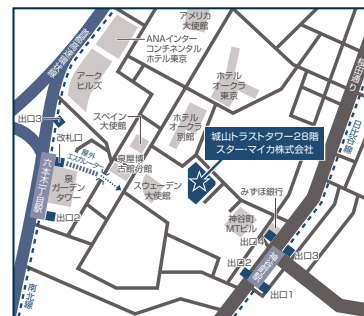 アメリカ
大使館
首都高速環状線
ANAインター
コンチネンタル
ホテル東京
桜田通り
アーク
ヒルズ
ホテル
オークラ
東京
日比谷線
出口3
スペイン
大使館
ホテル
オークラ
別館
城山トラストタワー28階
スター・マイカ株式会社
改札口
屋外
エスカレーター
泉屋博
古館分館
六本木一丁目駅
泉
ガーデン
タワー
スウェーデン
大使館
みずほ銀行
出口2
神谷町
MTビル
出口4
出口3
神谷町駅
出口2
出口1
南北線